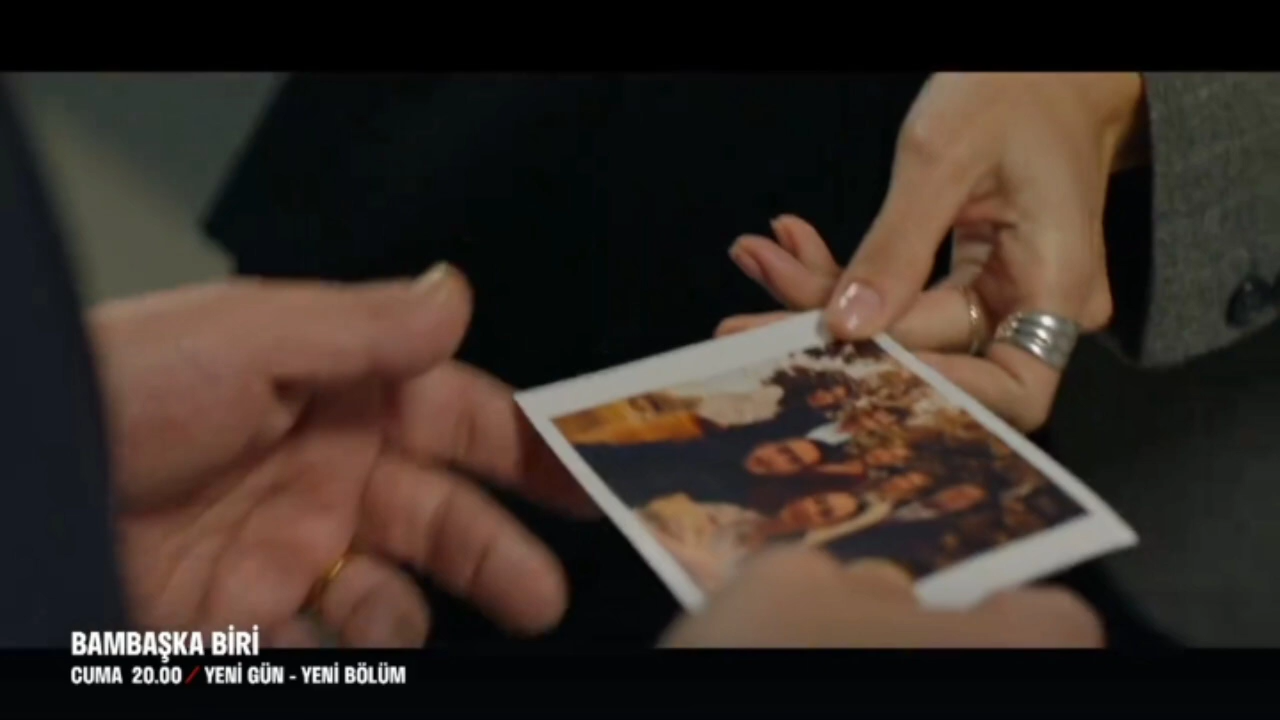 BAMBAŞKA BİRİ
CUMA 20.00 / YENİ GÜN - YENİ BÖLÜM